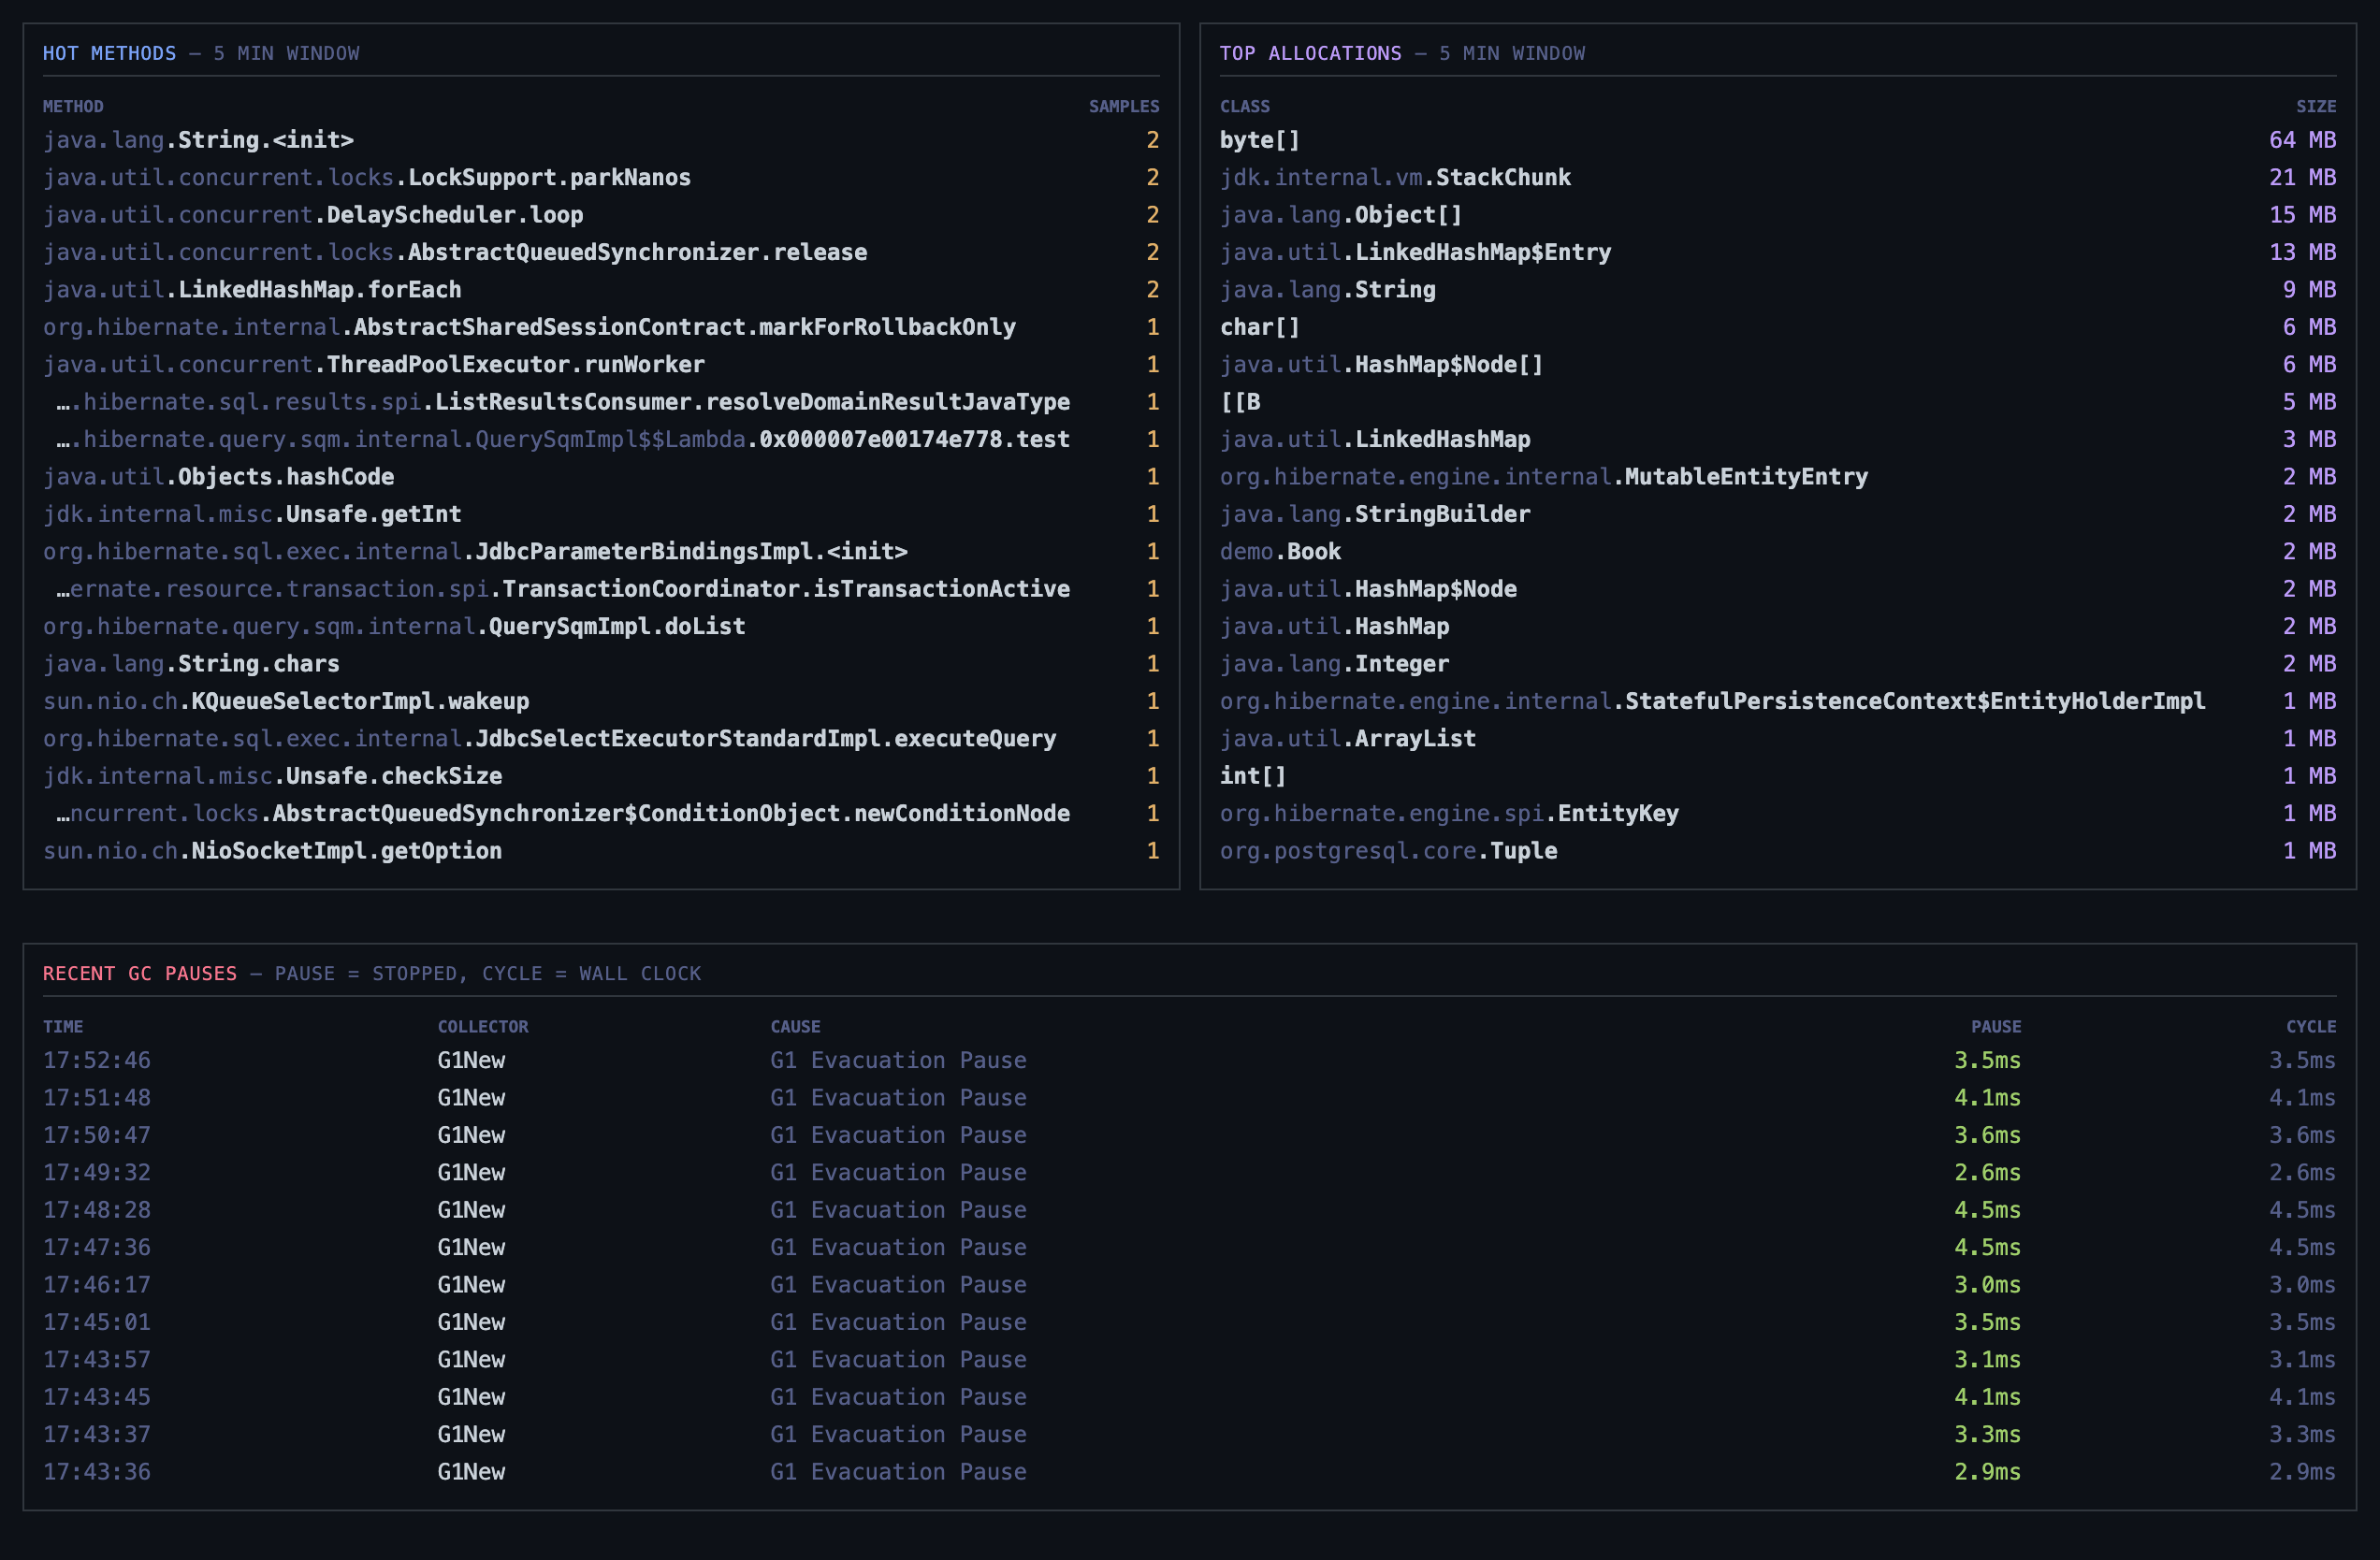 HOT METHODS — 5 MIN WINDOW
METHOD SAMPLES
java.lang.String.<init> 2
java.util.concurrent.locks.LockSupport.parkNanos 2
java.util.concurrent.DelayScheduler.loop 2
java.util.concurrent.locks.AbstractQueuedSynchronizer.release 2
java.util.LinkedHashMap.forEach 2
org.hibernate.internal.AbstractSharedSessionContract.markForRollbackOnly 1
java.util.concurrent.ThreadPoolExecutor.runWorker 1
….hibernate.sql.results.spi.ListResultsConsumer.resolveDomainResultJavaType 1
….hibernate.query.sqm.internal.QuerySqmImpl$$Lambda.0x000007e00174e778.test 1
java.util.Objects.hashCode 1
jdk.internal.misc.Unsafe.getInt 1
org.hibernate.sql.exec.internal.JdbcParameterBindingsImpl.<init> 1
…ernate.resource.transaction.spi.TransactionCoordinator.isTransactionActive 1
org.hibernate.query.sqm.internal.QuerySqmImpl.doList 1
java.lang.String.chars 1
sun.nio.ch.KQueueSelectorImpl.wakeup 1
org.hibernate.sql.exec.internal.JdbcSelectExecutorStandardImpl.executeQuery 1
jdk.internal.misc.Unsafe.checkSize 1
…ncurrent.locks.AbstractQueuedSynchronizer$ConditionObject.newConditionNode 1
sun.nio.ch.NioSocketImpl.getOption 1
TOP ALLOCATIONS — 5 MIN WINDOW
CLASS SIZE
byte[] 64 MB
jdk.internal.vm.StackChunk 21 MB
java.lang.Object[] 15 MB
java.util.LinkedHashMap$Entry 13 MB
java.lang.String 9 MB
char[] 6 MB
java.util.HashMap$Node[] 6 MB
[[B 5 MB
java.util.LinkedHashMap 3 MB
org.hibernate.engine.internal.MutableEntityEntry 2 MB
java.lang.StringBuilder 2 MB
demo.Book 2 MB
java.util.HashMap$Node 2 MB
java.util.HashMap 2 MB
java.lang.Integer 2 MB
org.hibernate.engine.internal.StatefulPersistenceContext$EntityHolderImpl 1 MB
java.util.ArrayList 1 MB
int[] 1 MB
org.hibernate.engine.spi.EntityKey 1 MB
org.postgresql.core.Tuple 1 MB
RECENT GC PAUSES — PAUSE = STOPPED, CYCLE = WALL CLOCK
TIME COLLECTOR CAUSE PAUSE CYCLE
17:52:46 G1New G1 Evacuation Pause 3.5ms 3.5ms
17:51:48 G1New G1 Evacuation Pause 4.1ms 4.1ms
17:50:47 G1New G1 Evacuation Pause 3.6ms 3.6ms
17:49:32 G1New G1 Evacuation Pause 2.6ms 2.6ms
17:48:28 G1New G1 Evacuation Pause 4.5ms 4.5ms
17:47:36 G1New G1 Evacuation Pause 4.5ms 4.5ms
17:46:17 G1New G1 Evacuation Pause 3.0ms 3.0ms
17:45:01 G1New G1 Evacuation Pause 3.5ms 3.5ms
17:43:57 G1New G1 Evacuation Pause 3.1ms 3.1ms
17:43:45 G1New G1 Evacuation Pause 4.1ms 4.1ms
17:43:37 G1New G1 Evacuation Pause 3.3ms 3.3ms
17:43:36 G1New G1 Evacuation Pause 2.9ms 2.9ms